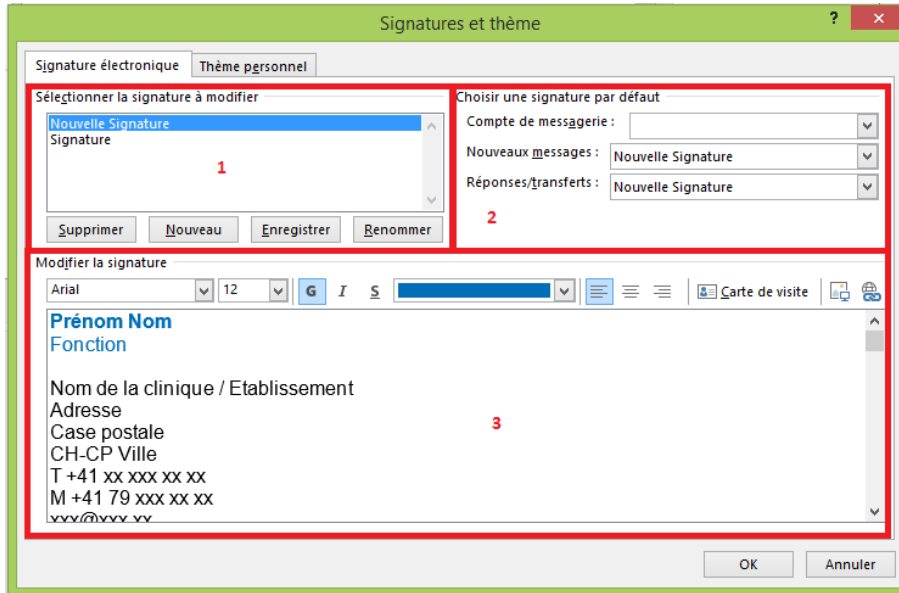 Signatures et thème
? ×
Signature électronique Thème personnel
Sélectionner la signature à modifier
Nouvelle Signature
Signature
1
Supprimer Nouveau Enregistrer Renommer
Choisir une signature par défaut
Compte de messagerie :
Nouveaux messages : Nouvelle Signature
Réponses/transferts : Nouvelle Signature
2
Modifier la signature
Arial 12 G I S Carte de visite
Prénom Nom
Fonction
Nom de la clinique / Etablissement
Adresse
Case postale
CH-CP Ville
T +41 xx xxx xx xx
M +41 79 xxx xx xx
xxx@xxx.xx
3
OK Annuler